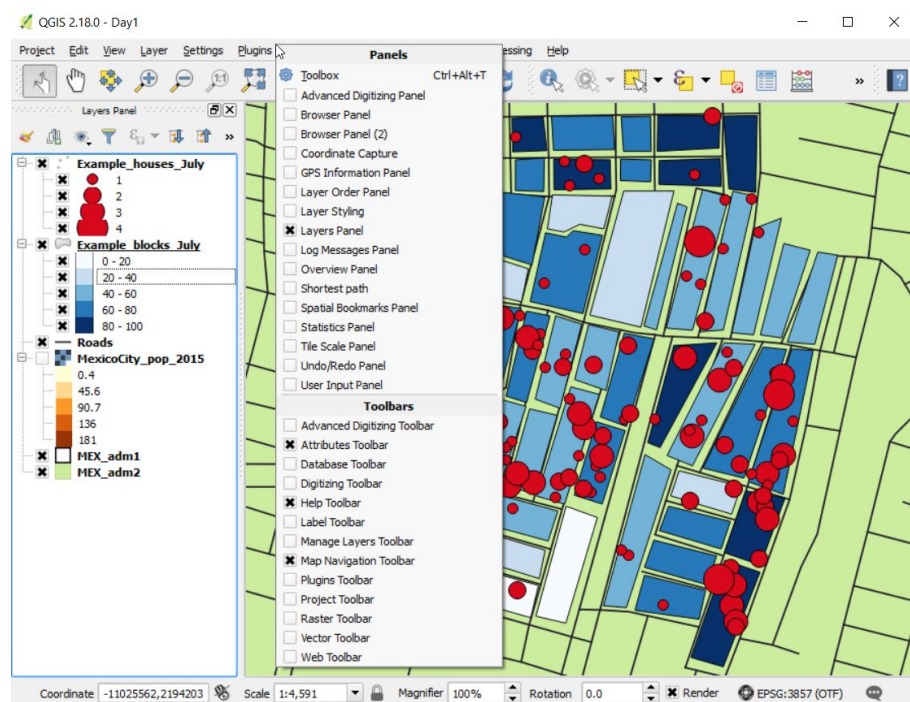 QGIS 2.18.0 - Day1
Project Edit View Layer Settings Plugins essing Help
Layers Panel
Example_houses_July
1
2
3
4
Example_blocks_July
0 - 20
20 - 40
40 - 60
60 - 80
80 - 100
Roads
MexicoCity_pop_2015
0.4
45.6
90.7
136
181
MEX_adm1
MEX_adm2
Panels
Toolbox Ctrl+Alt+T
Advanced Digitizing Panel
Browser Panel
Browser Panel (2)
Coordinate Capture
GPS Information Panel
Layer Order Panel
Layer Styling
Layers Panel
Log Messages Panel
Overview Panel
Shortest path
Spatial Bookmarks Panel
Statistics Panel
Tile Scale Panel
Undo/Redo Panel
User Input Panel
Toolbars
Advanced Digitizing Toolbar
Attributes Toolbar
Database Toolbar
Digitizing Toolbar
Help Toolbar
Label Toolbar
Manage Layers Toolbar
Map Navigation Toolbar
Plugins Toolbar
Project Toolbar
Raster Toolbar
Vector Toolbar
Web Toolbar
Coordinate -11025562,2194203 Scale 1:4,591 Magnifier 100% Rotation 0.0 Render EPSG:3857 (OTF)